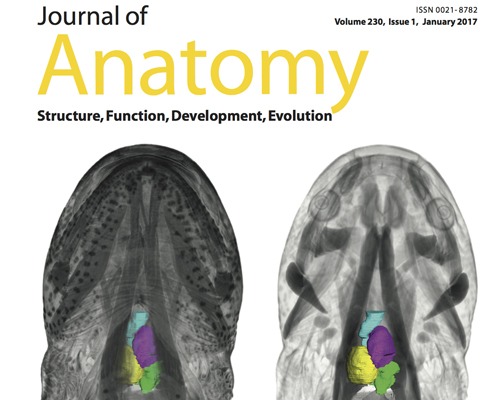 Journal of
ISSN 0021-8782
Volume 230, Issue 1, January 2017
Anatomy
Structure, Function, Development, Evolution